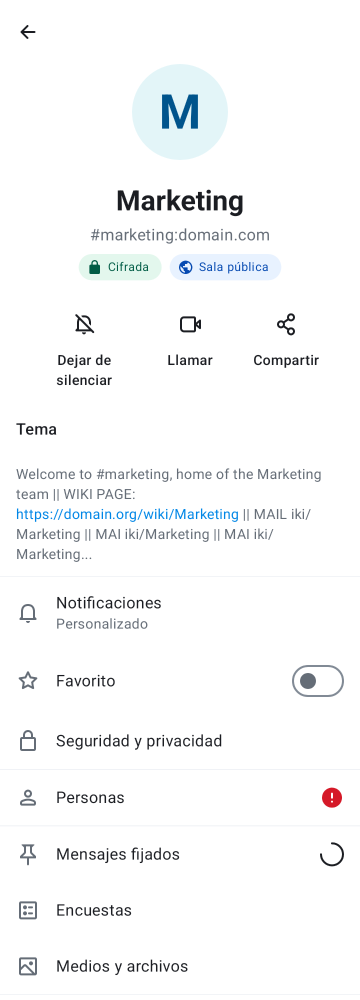 M
Marketing
#marketing:domain.com
Cifrada
Sala pública
Dejar de
silenciar
Llamar
Compartir
Tema
Welcome to #marketing, home of the Marketing
team || WIKI PAGE:
https://domain.org/wiki/Marketing || MAIL iki/
Marketing || MAI iki/Marketing || MAI iki/
Marketing...
Notificaciones
Personalizado
Favorito
Seguridad y privacidad
Personas
Mensajes fijados
Encuestas
Medios y archivos